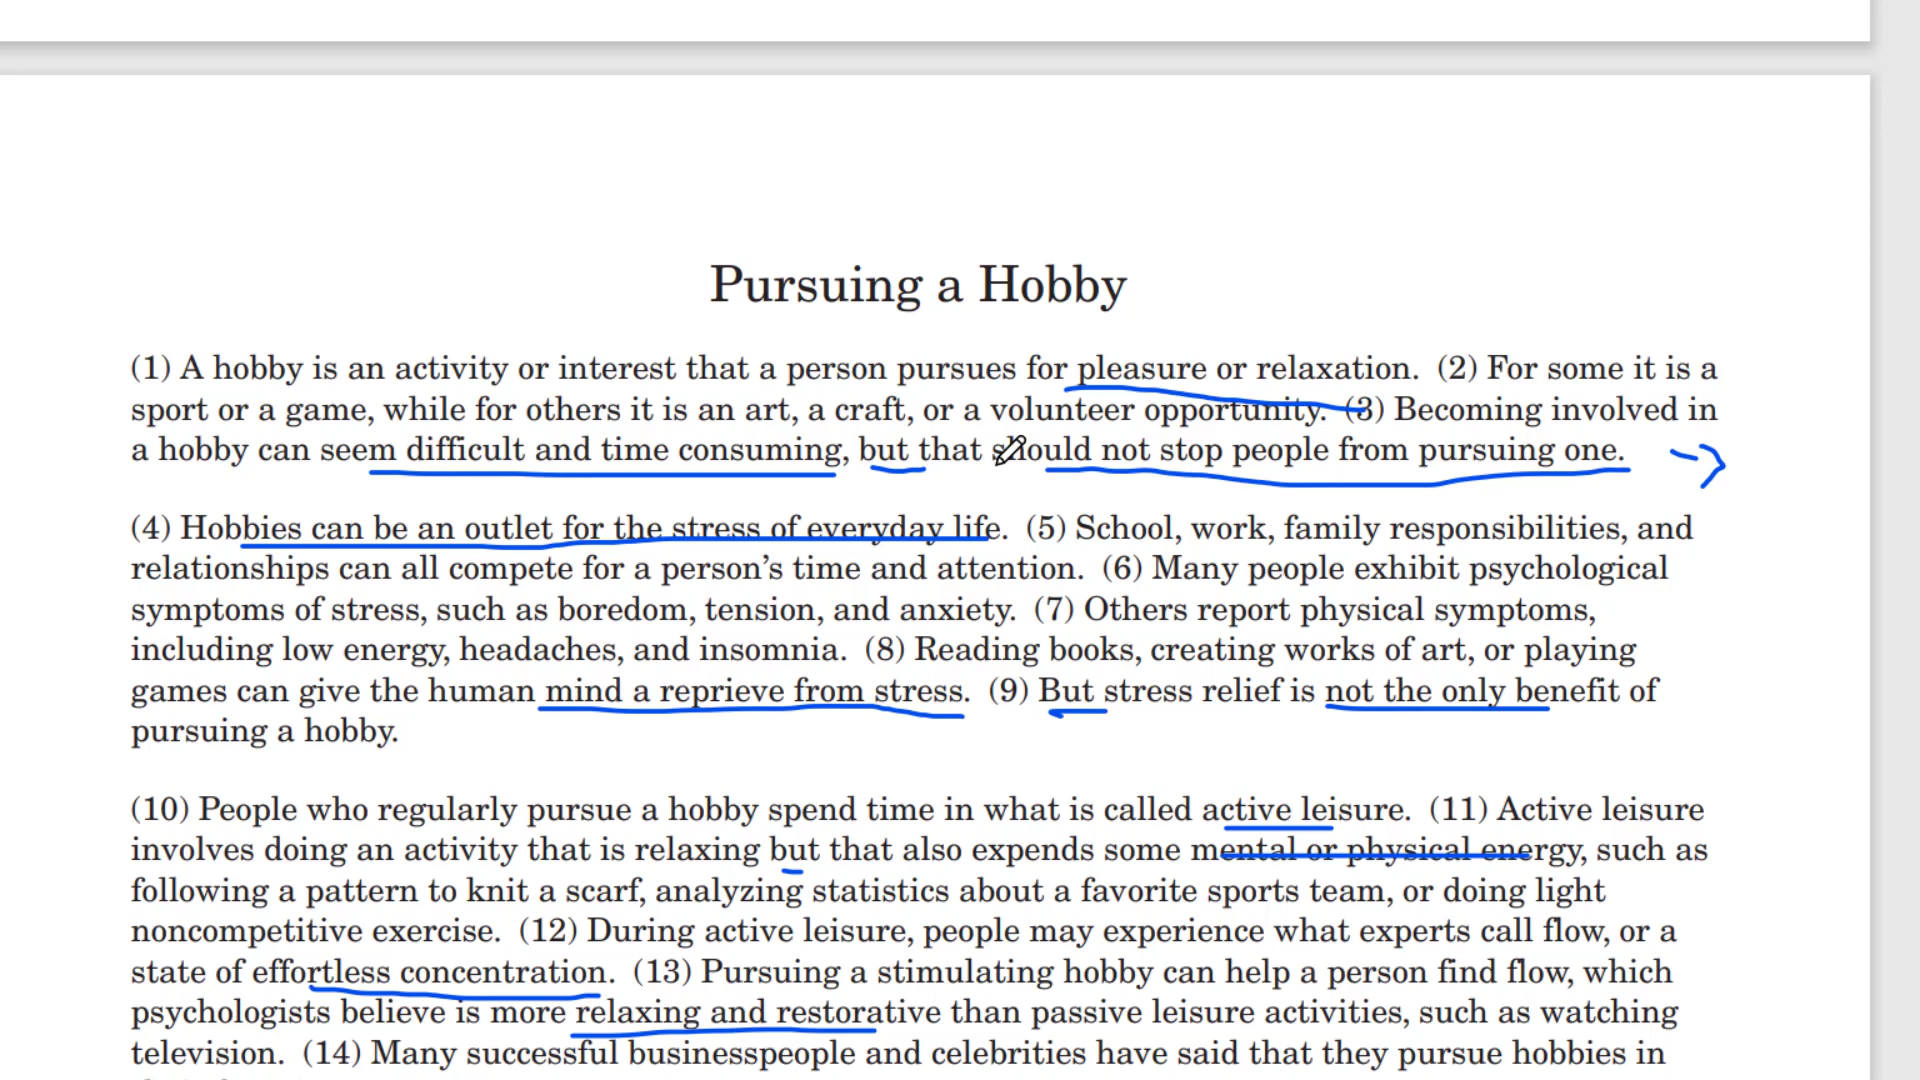 Pursuing a Hobby
(1) A hobby is an activity or interest that a person pursues for pleasure or relaxation. (2) For some it is a
sport or a game, while for others it is an art, a craft, or a volunteer opportunity. (3) Becoming involved in
a hobby can seem difficult and time consuming, but that should not stop people from pursuing one.
(4) Hobbies can be an outlet for the stress of everyday life. (5) School, work, family responsibilities, and
relationships can all compete for a person’s time and attention. (6) Many people exhibit psychological
symptoms of stress, such as boredom, tension, and anxiety. (7) Others report physical symptoms,
including low energy, headaches, and insomnia. (8) Reading books, creating works of art, or playing
games can give the human mind a reprieve from stress. (9) But stress relief is not the only benefit of
pursuing a hobby.
(10) People who regularly pursue a hobby spend time in what is called active leisure. (11) Active leisure
involves doing an activity that is relaxing but that also expends some mental or physical energy, such as
following a pattern to knit a scarf, analyzing statistics about a favorite sports team, or doing light
noncompetitive exercise. (12) During active leisure, people may experience what experts call flow, or a
state of effortless concentration. (13) Pursuing a stimulating hobby can help a person find flow, which
psychologists believe is more relaxing and restorative than passive leisure activities, such as watching
television. (14) Many successful businesspeople and celebrities have said that they pursue hobbies in